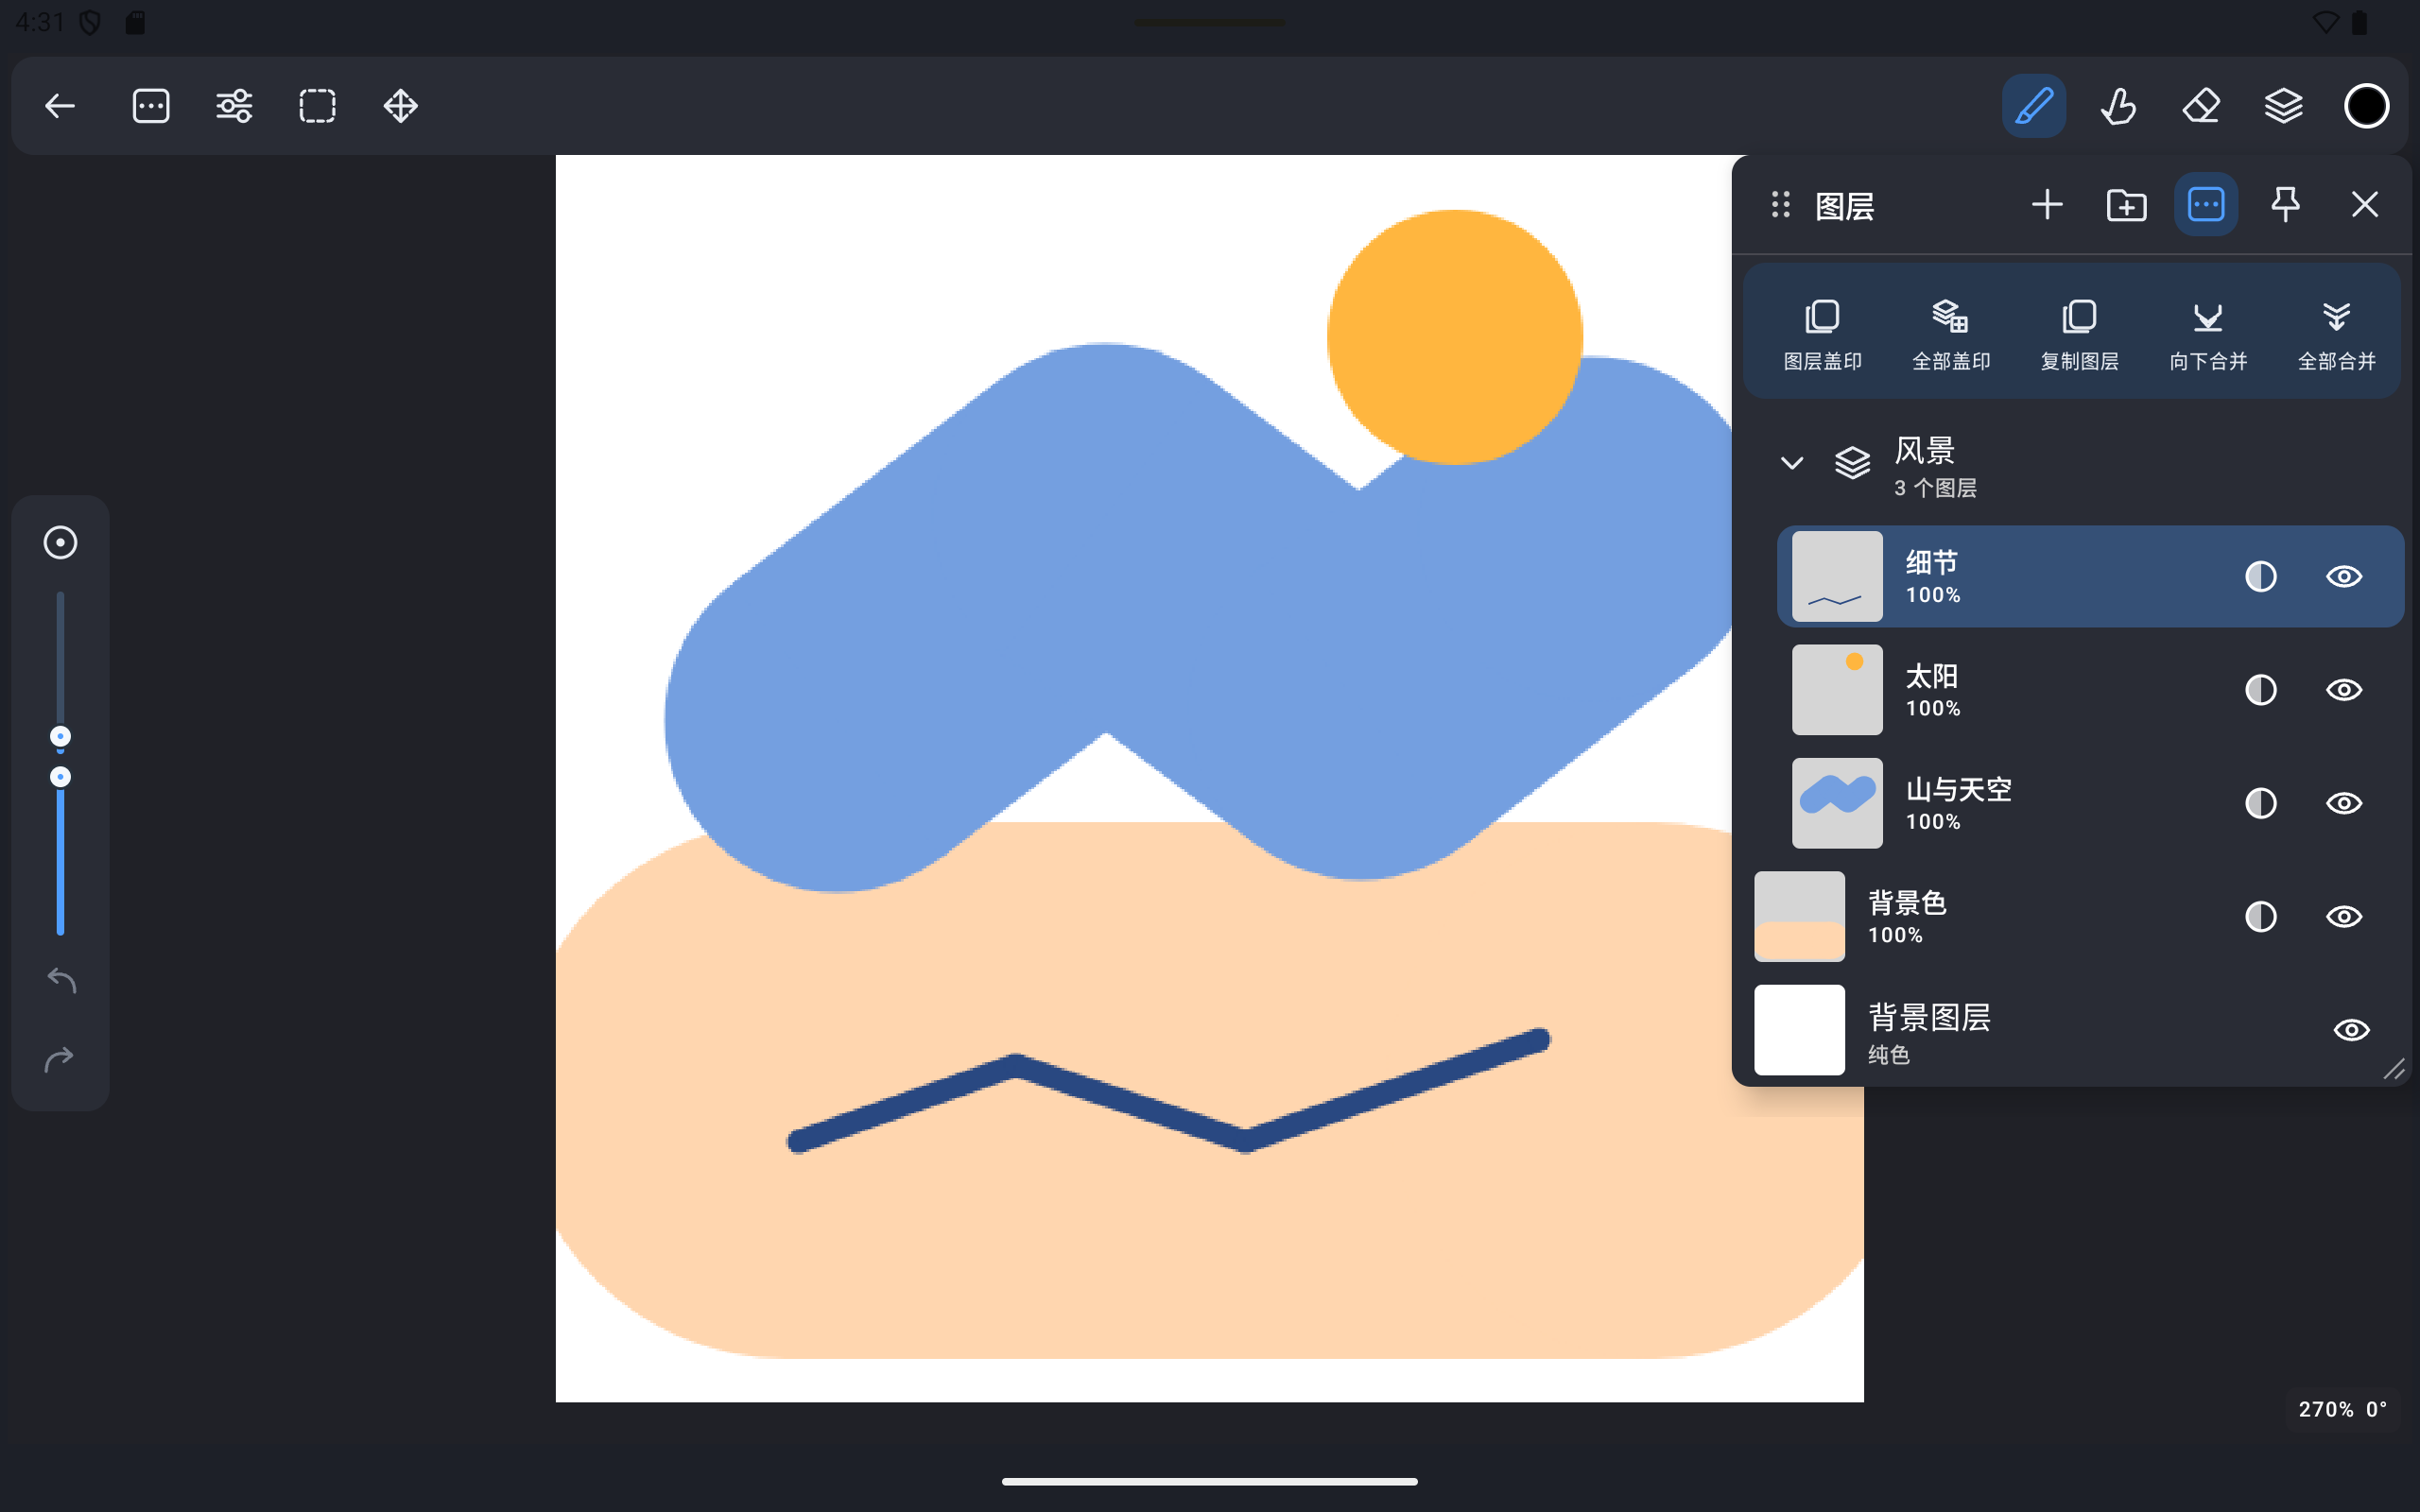 4:31
图层
图层盖印 全部盖印 复制图层 向下合并 全部合并
风景
3 个图层
细节
100%
太阳
100%
山与天空
100%
背景色
100%
背景图层
纯色
270% 0°